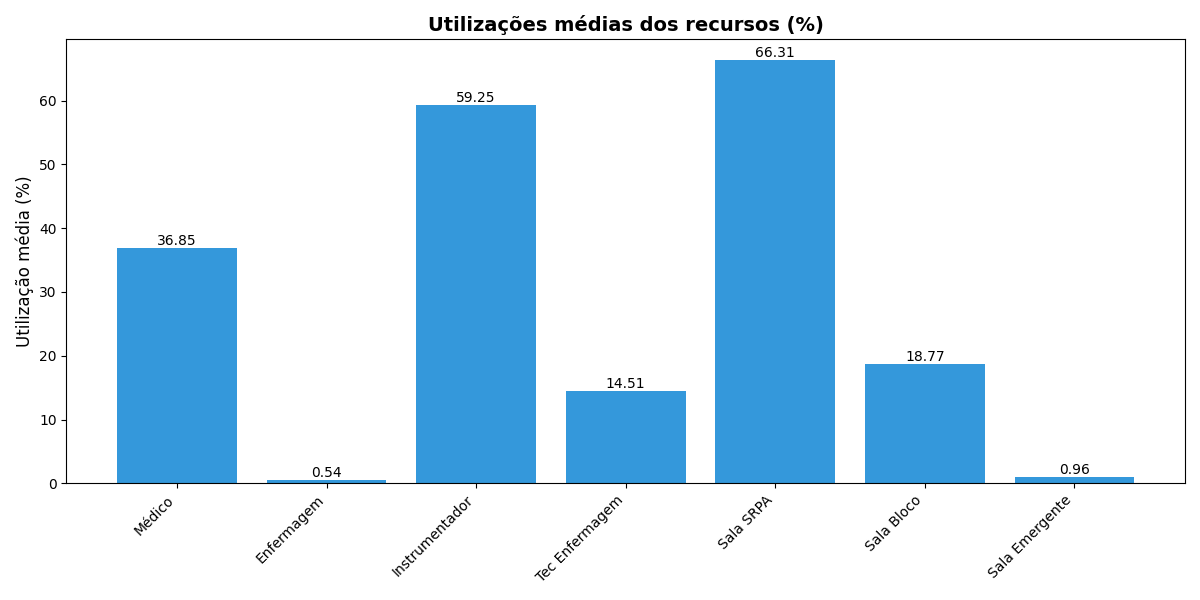 Utilizações médias dos recursos (%)
Utilização média (%)
60
50
40
30
20
10
0
36.85
0.54
59.25
14.51
66.31
18.77
0.96
Médico
Enfermagem
Instrumentador
Tec Enfermagem
Sala SRPA
Sala Bloco
Sala Emergente